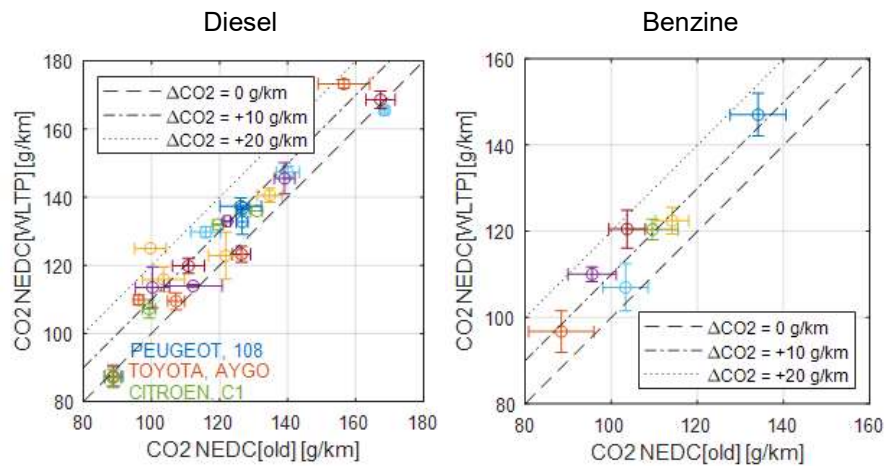 Diesel
Benzine
180
160
140
120
100
80
CO2 NEDC[WLTP] [g/km]
ΔCO2 = 0 g/km
ΔCO2 = +10 g/km
ΔCO2 = +20 g/km
PEUGEOT, 108
TOYOTA, AYGO
CITROEN, C1
80 100 120 140 160 180
CO2 NEDC[old] [g/km]
160
140
120
100
80
CO2 NEDC[WLTP] [g/km]
ΔCO2 = 0 g/km
ΔCO2 = +10 g/km
ΔCO2 = +20 g/km
80 100 120 140 160
CO2 NEDC[old] [g/km]